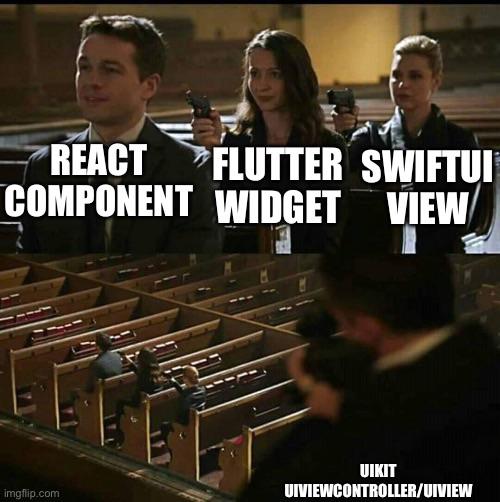 REACT
COMPONENT
FLUTTER
WIDGET
SWIFTUI
VIEW
UIKIT
UIVIEWCONTROLLER/UIVIEW
imgflip.com